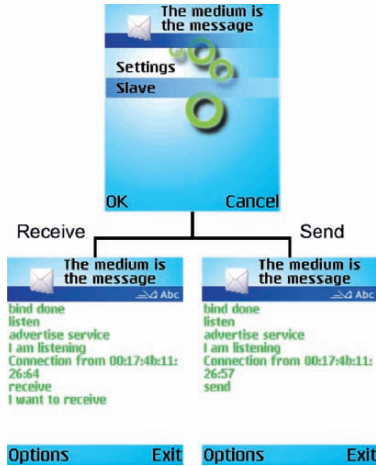 The medium is
the message
Settings
Slave
OK Cancel
Receive Send
The medium is
the message
Abc
bind done
listen
advertise service
I am listening
Connection from 00:17:4b:11:
26:64
receive
I want to receive
Options Exit
The medium is
the message
Abc
bind done
listen
advertise service
I am listening
Connection from 00:17:4b:11:
26:57
send
Options Exit